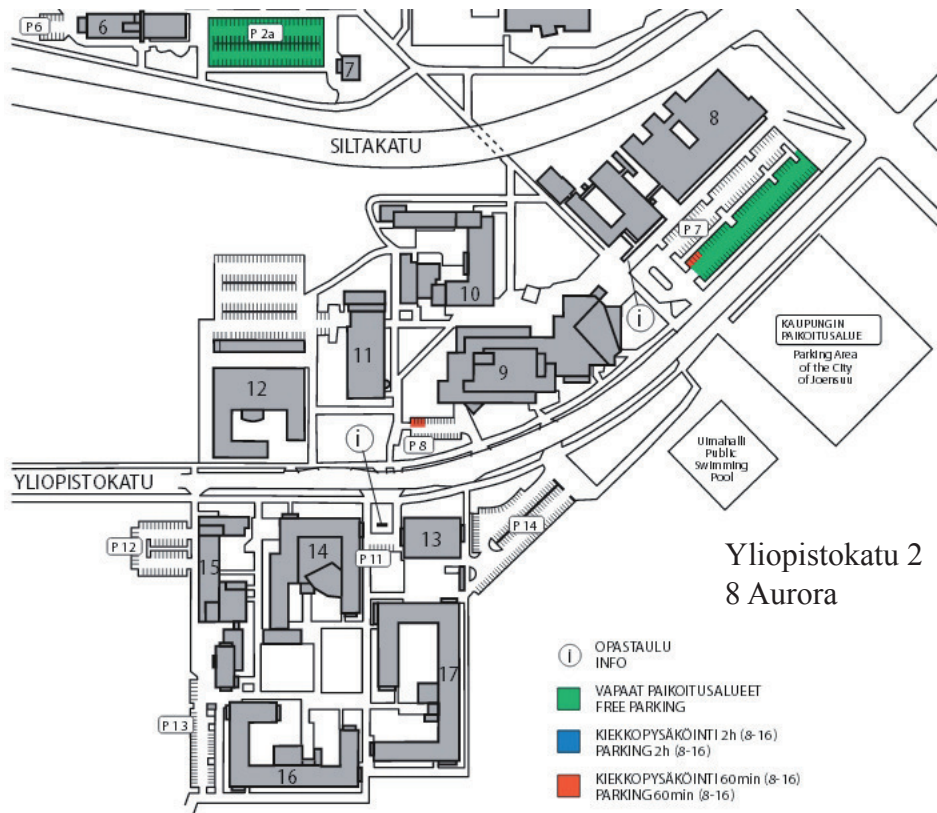 P 6
6
P 2a
7
8
SILTAKATU
P 7
10
i
KAUPUNGIN
PAIKOITUSALUE
Parking Area
of the City
of Joensuu
11
9
12
i
P 8
Uimahalli
Public
Swimming
Pool
YLIOPISTOKATU
P 14
13
P 12
14
P 11
15
Yliopistokatu 2
8 Aurora
i
OPASTAULU
INFO
17
VAPAAT PAIKOITUSALUEET
FREE PARKING
P 13
KIEKKOPYSÄKÖINTI 2h (8-16)
PARKING 2h (8-16)
16
KIEKKOPYSÄKÖINTI 60min (8-16)
PARKING 60min (8-16)